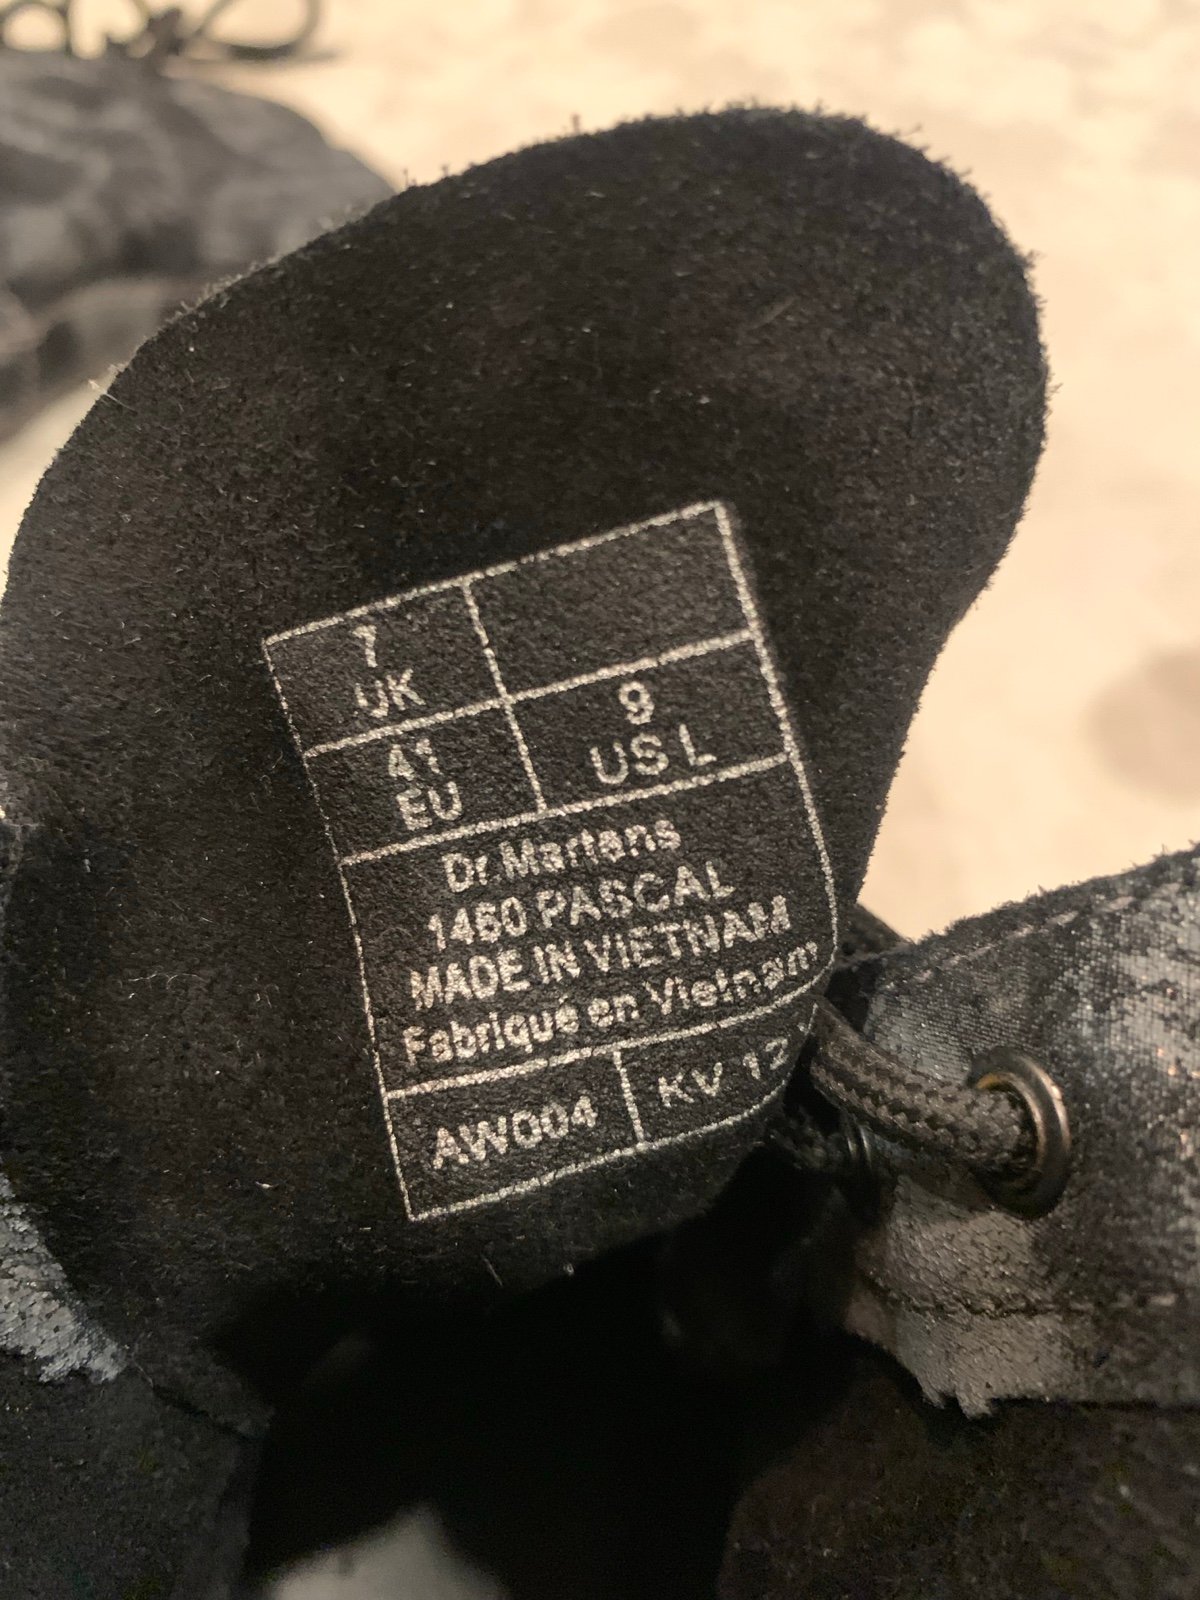 7
UK
41
EU
9
US L
Dr Martens
1460 PASCAL
MADE IN VIETNAM
Fabriqué en Vietnam
AW004
KV 12